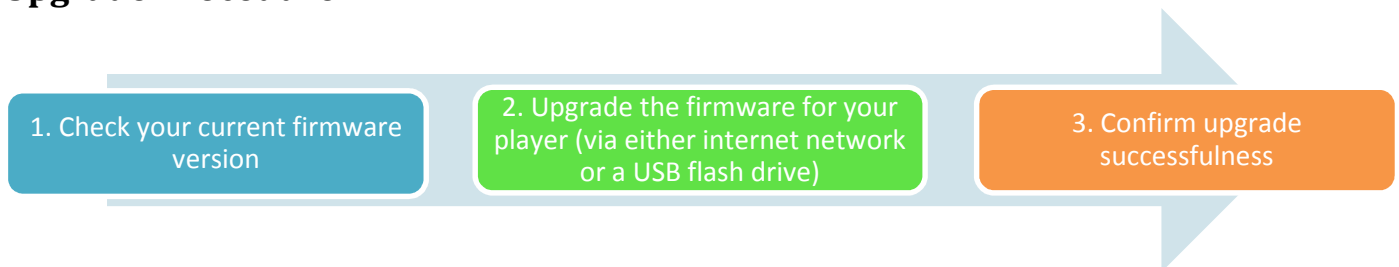 1. Check your current firmware
version
2. Upgrade the firmware for your
player (via either internet network
or a USB flash drive)
3. Confirm upgrade
successfulness